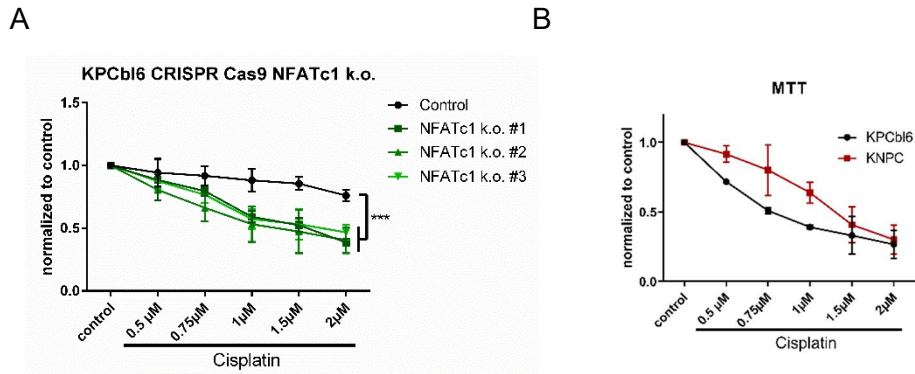 A
B
KPCbl6 CRISPR Cas9 NFATc1 k.o.
normalized to control
1.5
1.0
0.5
0.0
Control
NFATc1 k.o. #1
NFATc1 k.o. #2
NFATc1 k.o. #3
***
control
0.5 µM
0.75µM
1µM
1.5µM
2µM
Cisplatin
MTT
normalized to control
1.0
0.5
0.0
KPCbl6
KNPC
control
0.5 µM
0.75µM
1µM
1.5µM
2µM
Cisplatin